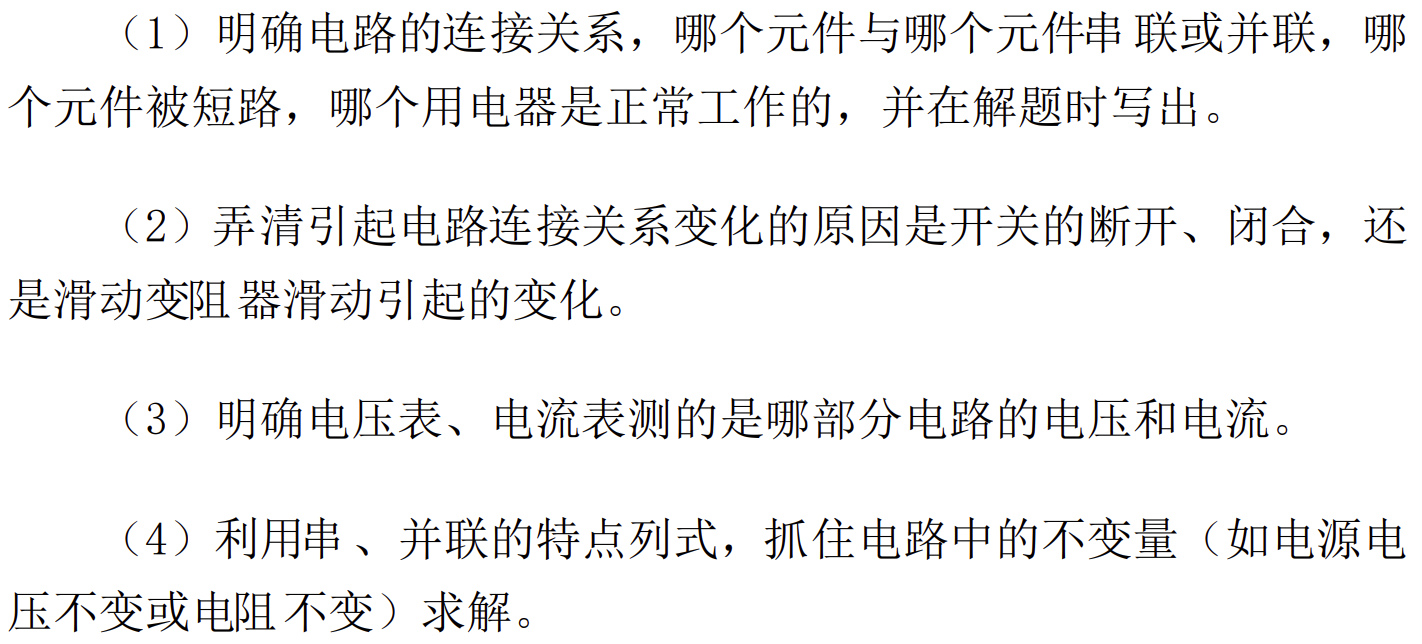 （1）明确电路的连接关系，哪个元件与哪个元件串联或并联，哪
个元件被短路，哪个用电器是正常工作的，并在解题时写出。
（2）弄清引起电路连接关系变化的原因是开关的断开、闭合，还
是滑动变阻器滑动引起的变化。
（3）明确电压表、电流表测的是哪部分电路的电压和电流。
（4）利用串、并联的特点列式，抓住电路中的不变量（如电源电
压不变或电阻不变）求解。